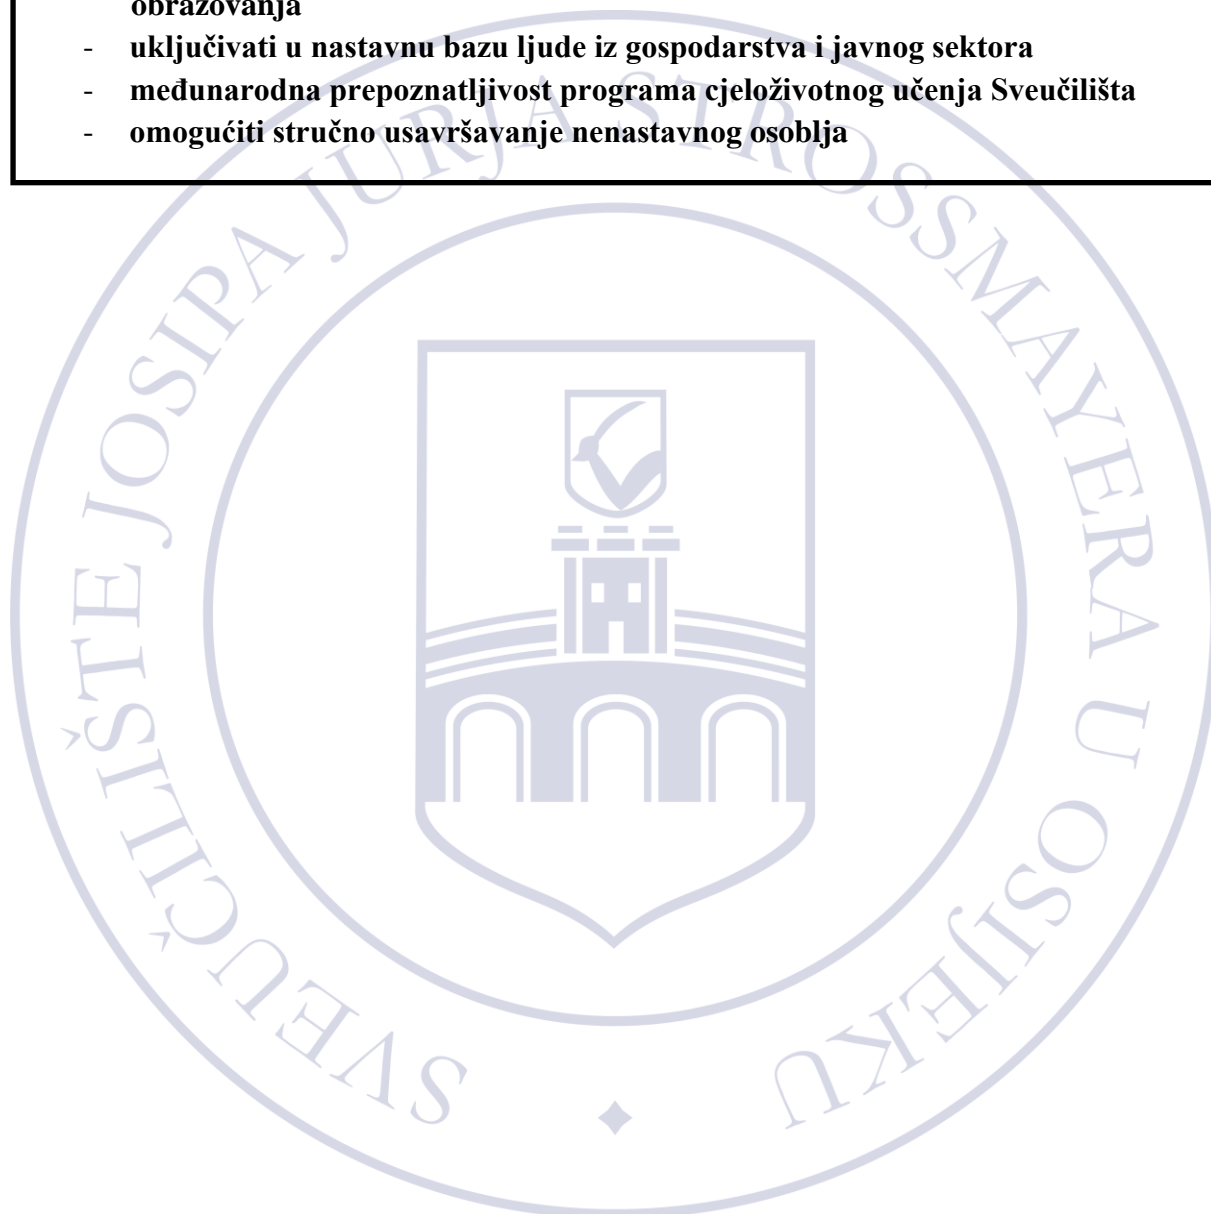 obrazovanja
- uključivati u nastavnu bazu ljude iz gospodarstva i javnog sektora
- međunarodna prepoznatljivost programa cjeloživotnog učenja Sveučilišta
- omogućiti stručno usavršavanje nenastavnog osoblja
SVEUČILIŠTE JOSIPA JURJA STROSSMAYERA U OSIJEKU